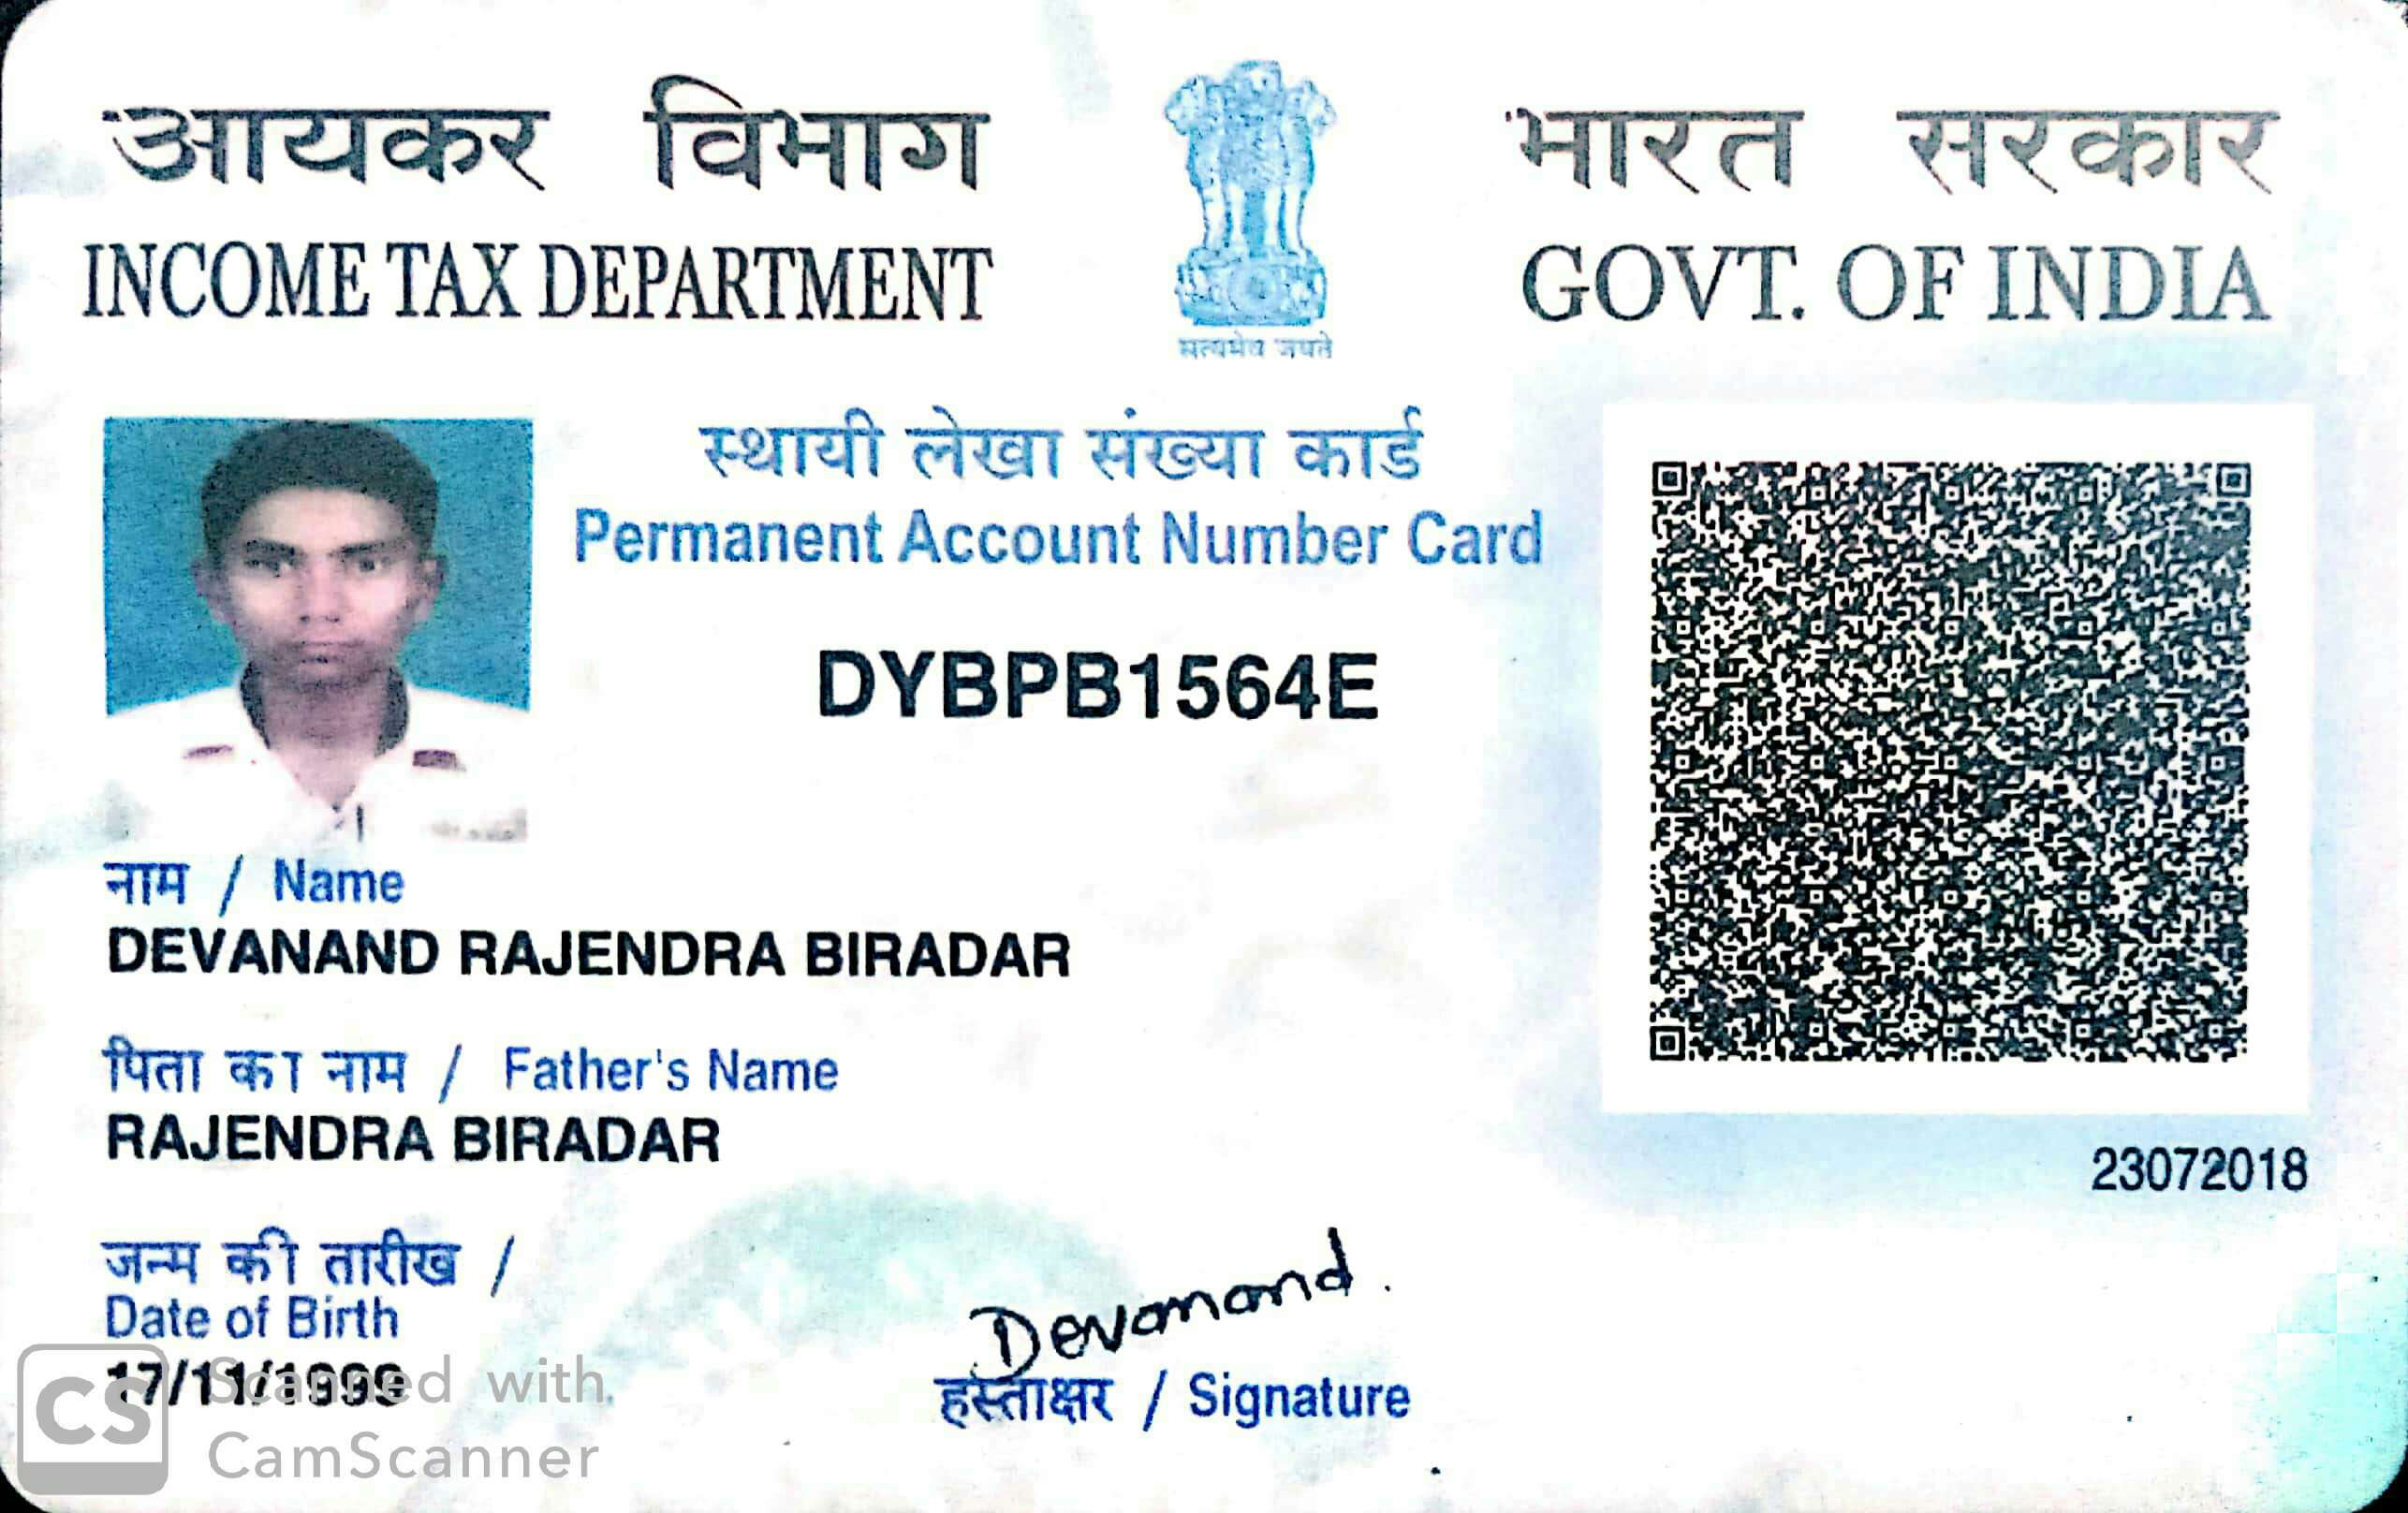 आयकर विभाग
INCOME TAX DEPARTMENT
सत्यमेव जयते
भारत सरकार
GOVT. OF INDIA
स्थायी लेखा संख्या कार्ड
Permanent Account Number Card
DYBPB1564E
नाम / Name
DEVANAND RAJENDRA BIRADAR
पिता का नाम / Father's Name
RAJENDRA BIRADAR
23072018
जन्म की तारीख /
Date of Birth
17/11/1999
Devanand.
हस्ताक्षर / Signature
CS
Scanned with
CamScanner